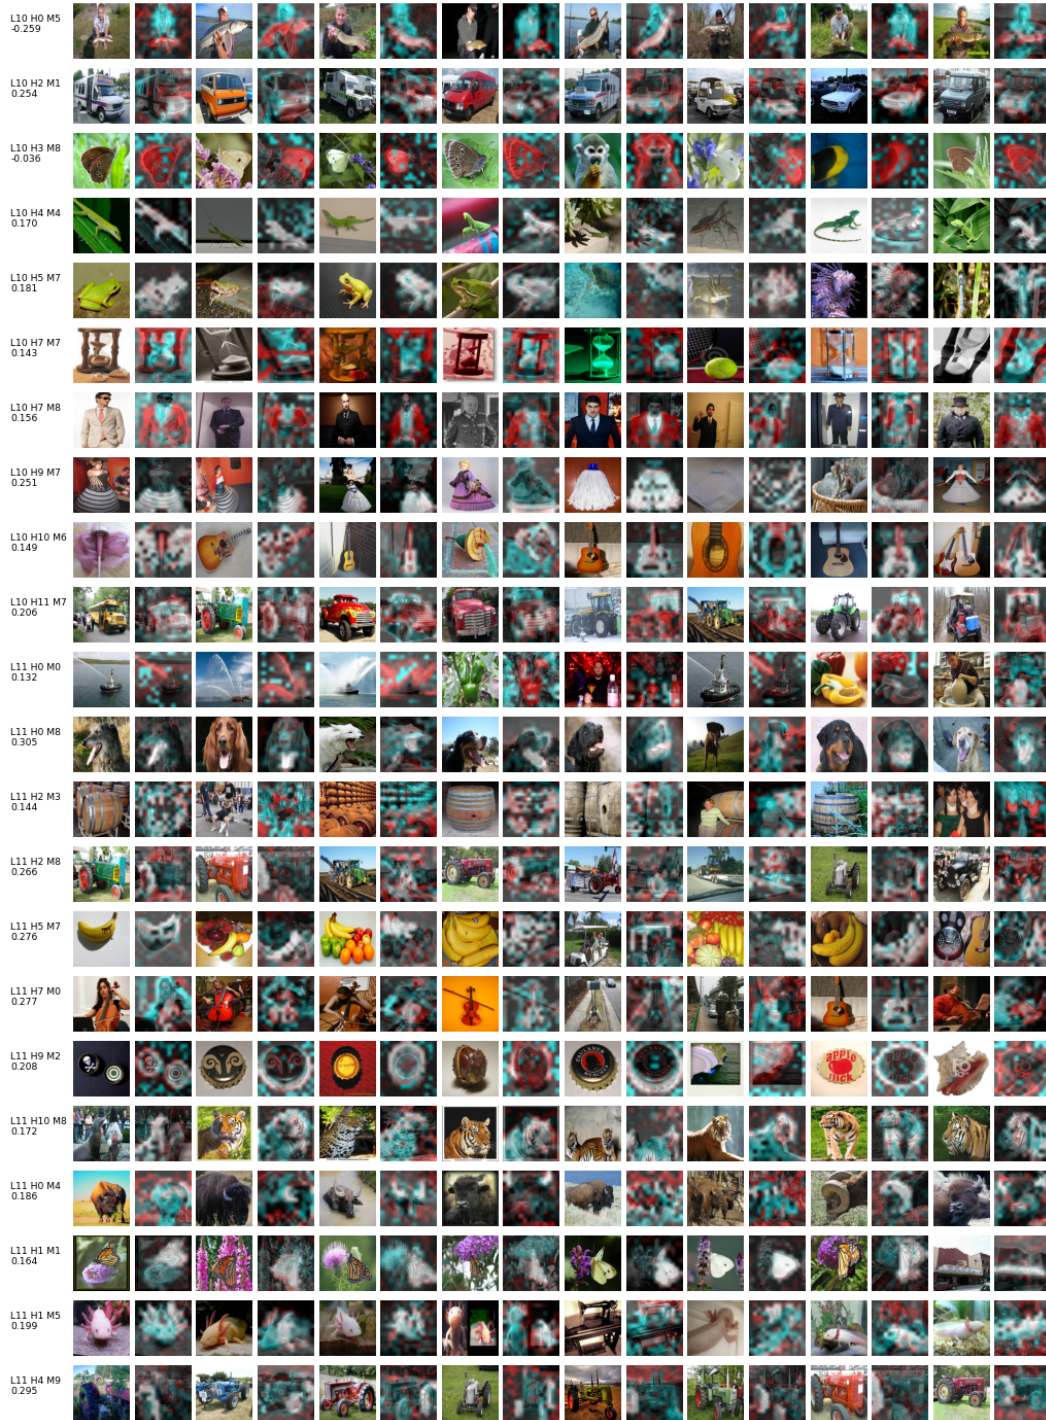 L10 H0 M5
-0.259
L10 H2 M1
0.254
L10 H3 M8
-0.036
L10 H4 M4
0.170
L10 H5 M7
0.181
L10 H7 M7
0.143
L10 H7 M8
0.156
L10 H9 M7
0.251
L10 H10 M6
0.149
L10 H11 M7
0.206
L11 H0 M0
0.132
L11 H0 M8
0.305
L11 H2 M3
0.144
L11 H2 M8
0.266
L11 H5 M7
0.276
L11 H7 M0
0.277
L11 H9 M2
0.208
apple
L11 H10 M8
0.172
L11 H0 M4
0.186
L11 H1 M1
0.164
L11 H1 M5
0.199
L11 H4 M9
0.295